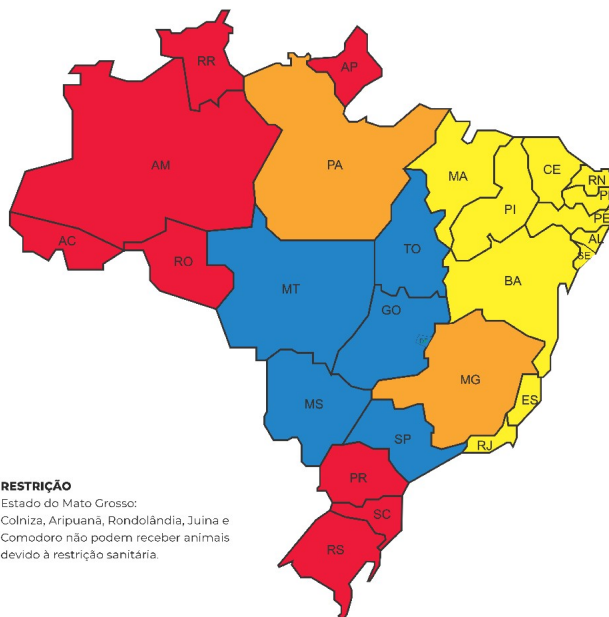 RR
AP
AM
PA
MA
CE
RN
PI
PE
AL
SE
AC
RO
TO
BA
MT
GO
MG
ES
MS
SP
RJ
PR
SC
RS
RESTRIÇÃO
Estado do Mato Grosso:
Colniza, Aripuanã, Rondolândia, Juina e
Comodoro não podem receber animais
devido à restrição sanitária.